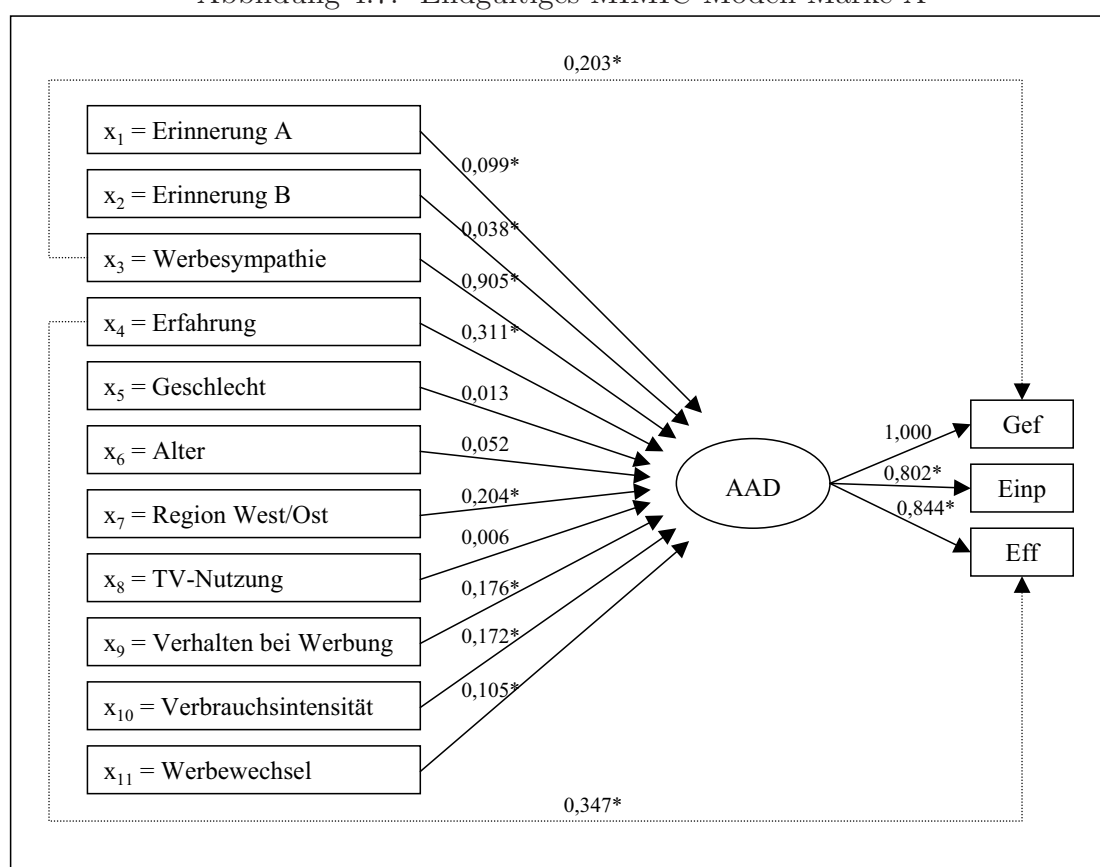 Abbildung 4.7: Endgültiges MIMIC-Modell Marke A
0,203*
x₁ = Erinnerung A
0,099*
x₂ = Erinnerung B
0,038*
x₃ = Werbesympathie
0,905*
x₄ = Erfahrung
0,311*
x₅ = Geschlecht
0,013
x₆ = Alter
0,052
x₇ = Region West/Ost
0,204*
x₈ = TV-Nutzung
0,006
x₉ = Verhalten bei Werbung
0,176*
x₁₀ = Verbrauchsintensität
0,172*
x₁₁ = Werbewechsel
0,105*
AAD
1,000
Gef
0,802*
Einp
0,844*
Eff
0,347*